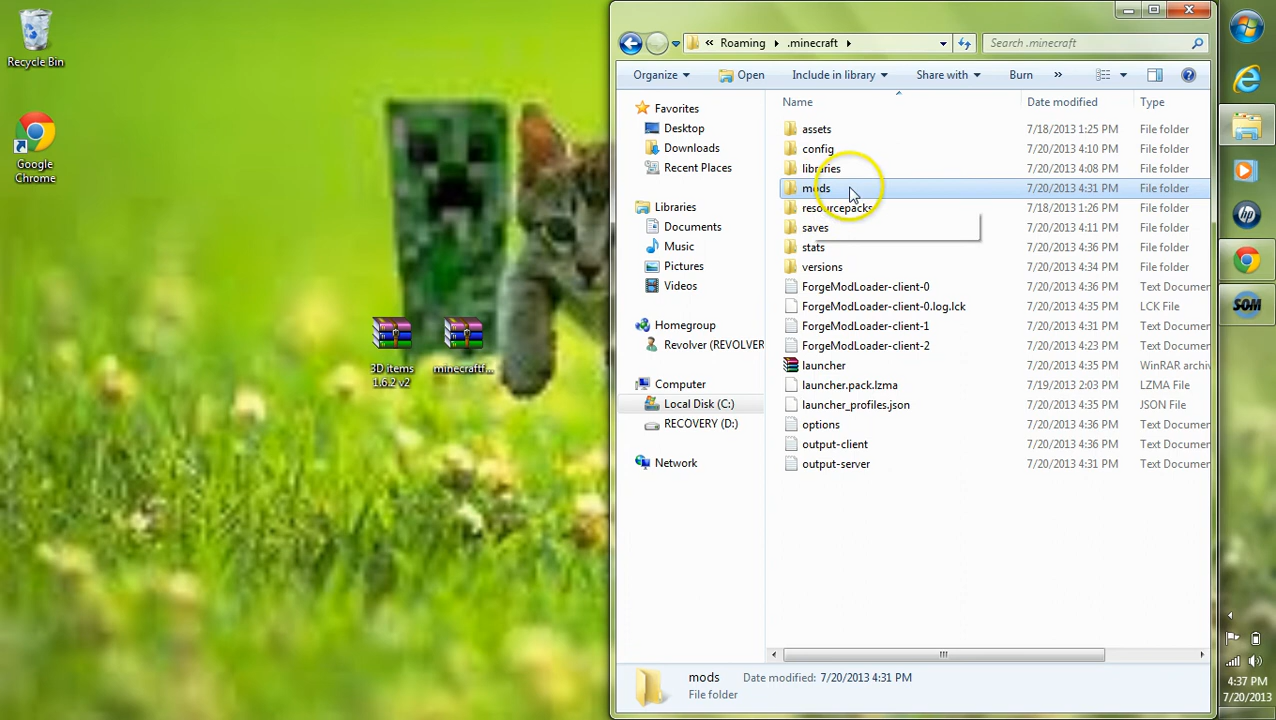 Recycle Bin
Google
Chrome
3D items
1.6.2 v2
minecraftf...
« Roaming ▸ .minecraft ▸
Search .minecraft
Organize
Open
Include in library
Share with
Burn
»
Name
Date modified
Type
Favorites
Desktop
Downloads
Recent Places
Libraries
Documents
Music
Pictures
Videos
Homegroup
Revolver (REVOLVER
Computer
Local Disk (C:)
RECOVERY (D:)
Network
assets 7/18/2013 1:25 PM File folder
config 7/20/2013 4:10 PM File folder
libraries 7/20/2013 4:08 PM File folder
mods 7/20/2013 4:31 PM File folder
resourcepacks 7/18/2013 1:26 PM File folder
saves 7/20/2013 4:11 PM File folder
stats 7/20/2013 4:36 PM File folder
versions 7/20/2013 4:34 PM File folder
ForgeModLoader-client-0 7/20/2013 4:36 PM Text Documen
ForgeModLoader-client-0.log.lck 7/20/2013 4:35 PM LCK File
ForgeModLoader-client-1 7/20/2013 4:31 PM Text Documen
ForgeModLoader-client-2 7/20/2013 4:23 PM Text Documen
launcher 7/20/2013 4:35 PM WinRAR archiv
launcher.pack.lzma 7/19/2013 2:03 PM LZMA File
launcher_profiles.json 7/20/2013 4:35 PM JSON File
options 7/20/2013 4:36 PM Text Documen
output-client 7/20/2013 4:36 PM Text Documen
output-server 7/20/2013 4:31 PM Text Documen
mods Date modified: 7/20/2013 4:31 PM
File folder
hp
SOM
4:37 PM
7/20/2013